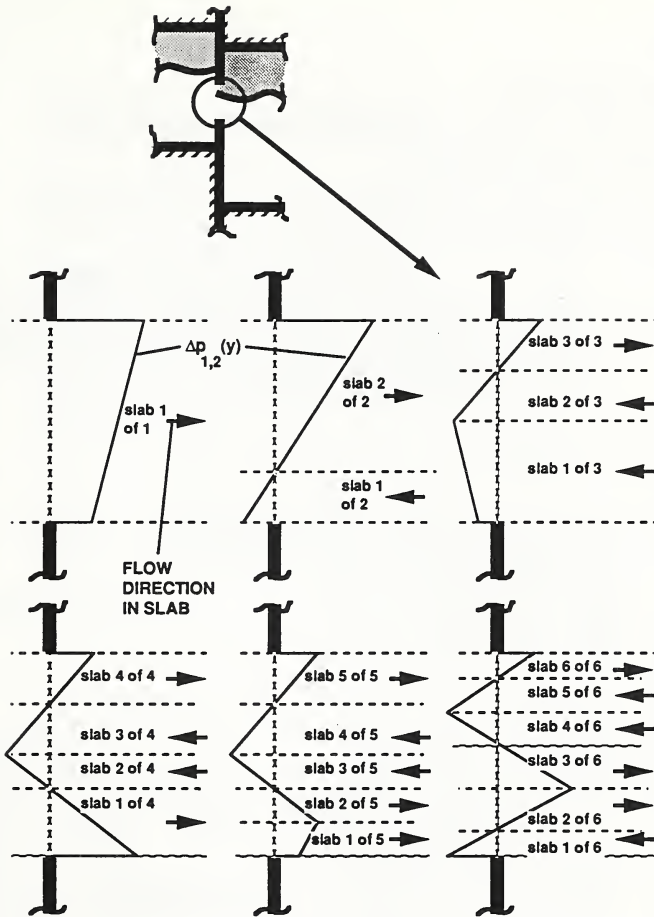 Δp
1,2
(y)
slab 1
of 1
slab 2
of 2
slab 1
of 2
slab 3 of 3
slab 2 of 3
slab 1 of 3
FLOW
DIRECTION
IN SLAB
slab 4 of 4
slab 3 of 4
slab 2 of 4
slab 1 of 4
slab 5 of 5
slab 4 of 5
slab 3 of 5
slab 2 of 5
slab 1 of 5
slab 6 of 6
slab 5 of 6
slab 4 of 6
slab 3 of 6
slab 2 of 6
slab 1 of 6